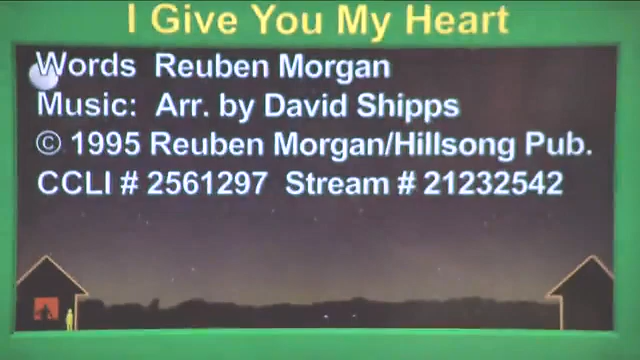 I Give You My Heart
Words  Reuben Morgan
Music:  Arr. by David Shipps
© 1995 Reuben Morgan/Hillsong Pub.
CCLI # 2561297  Stream # 21232542